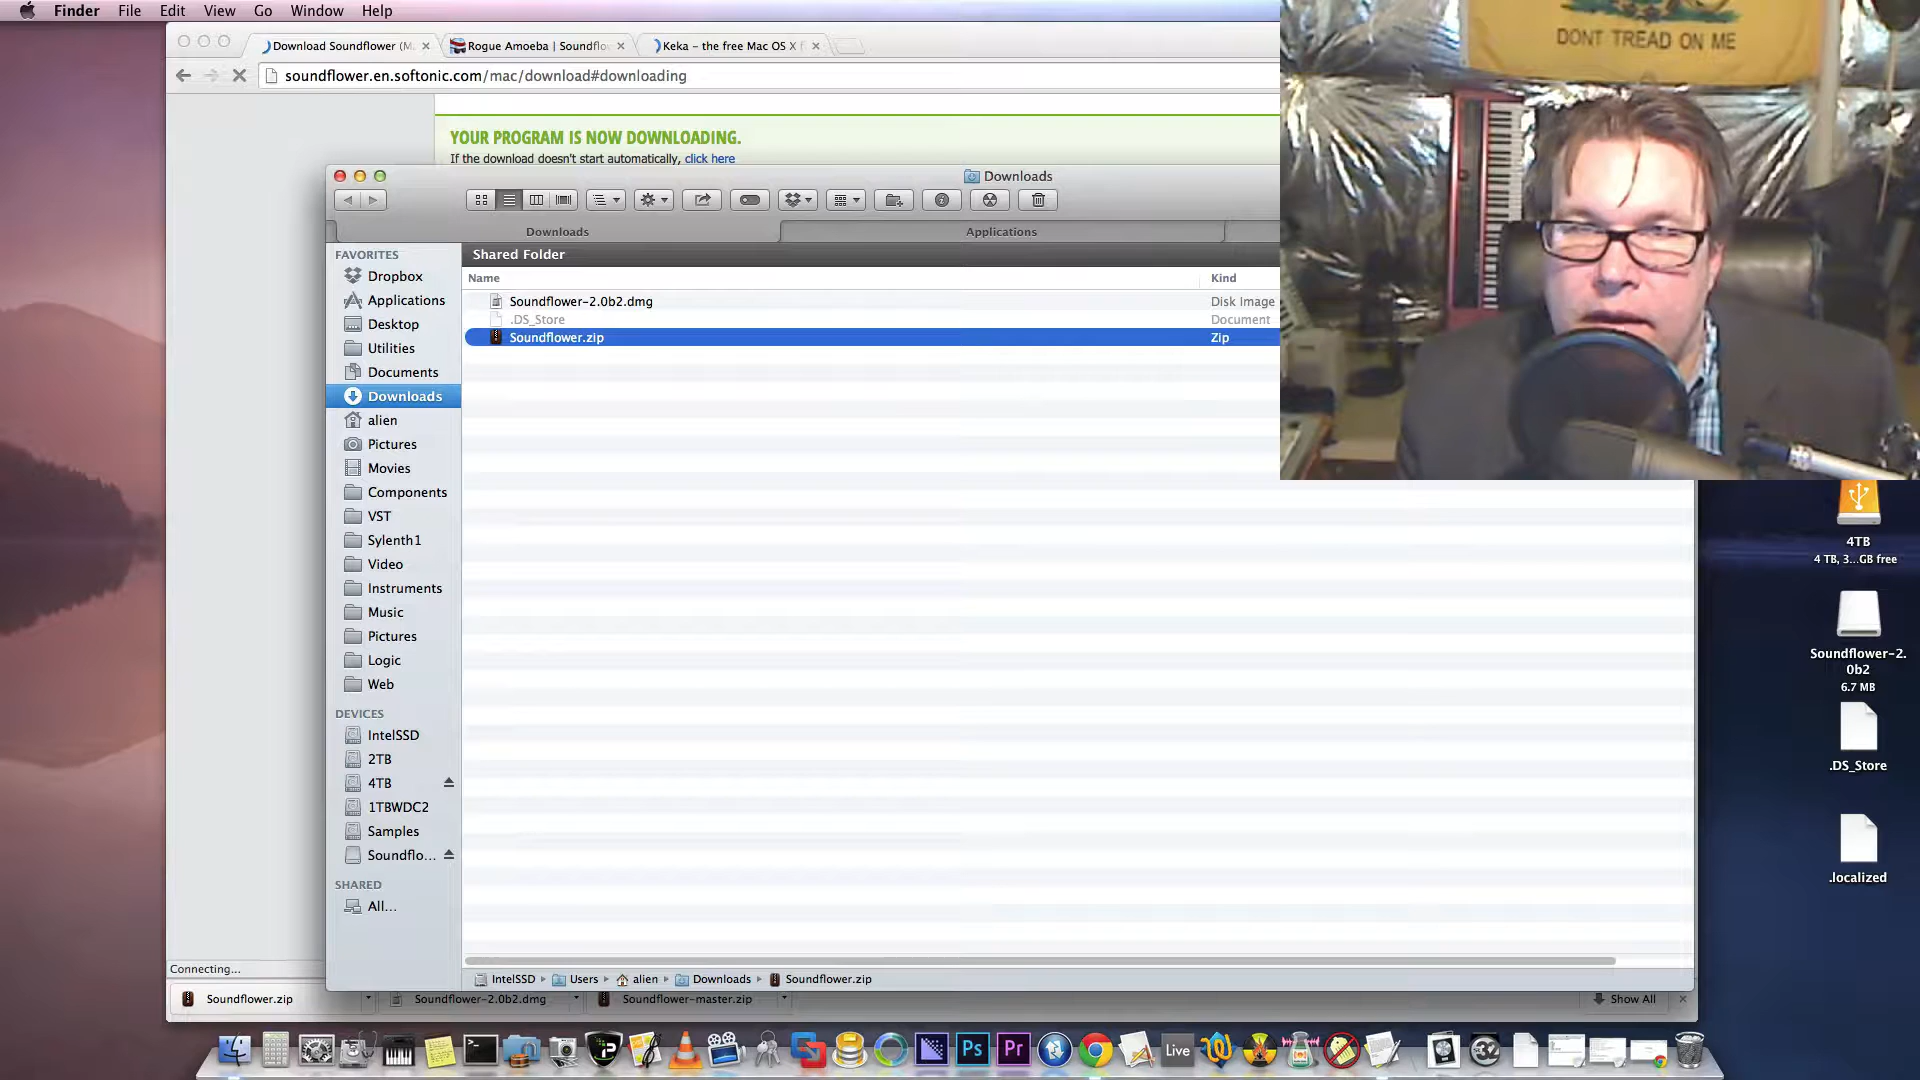 Finder File Edit View Go Window Help
Download Soundflower (M Rogue Amoeba | Soundflo Keka – the free Mac OS X f
soundflower.en.softonic.com/mac/download#downloading
DONT TREAD ON ME
YOUR PROGRAM IS NOW DOWNLOADING.
If the download doesn't start automatically, click here
Downloads
Downloads Applications
FAVORITES
Dropbox
Applications
Desktop
Utilities
Documents
Downloads
alien
Pictures
Movies
Components
VST
Sylenth1
Video
Instruments
Music
Pictures
Logic
Web
DEVICES
IntelSSD
2TB
4TB
1TBWDC2
Samples
Soundflo...
SHARED
All...
Shared Folder
Name Kind
Soundflower-2.0b2.dmg Disk Image
.DS_Store Document
Soundflower.zip Zip
4TB
4 TB, 3...GB free
Soundflower-2.
0b2
6.7 MB
.DS_Store
.localized
IntelSSD Users alien Downloads Soundflower.zip
Connecting...
Soundflower.zip Soundflower-2.0b2.dmg Soundflower-master.zip Show All
Ps Pr Live 32